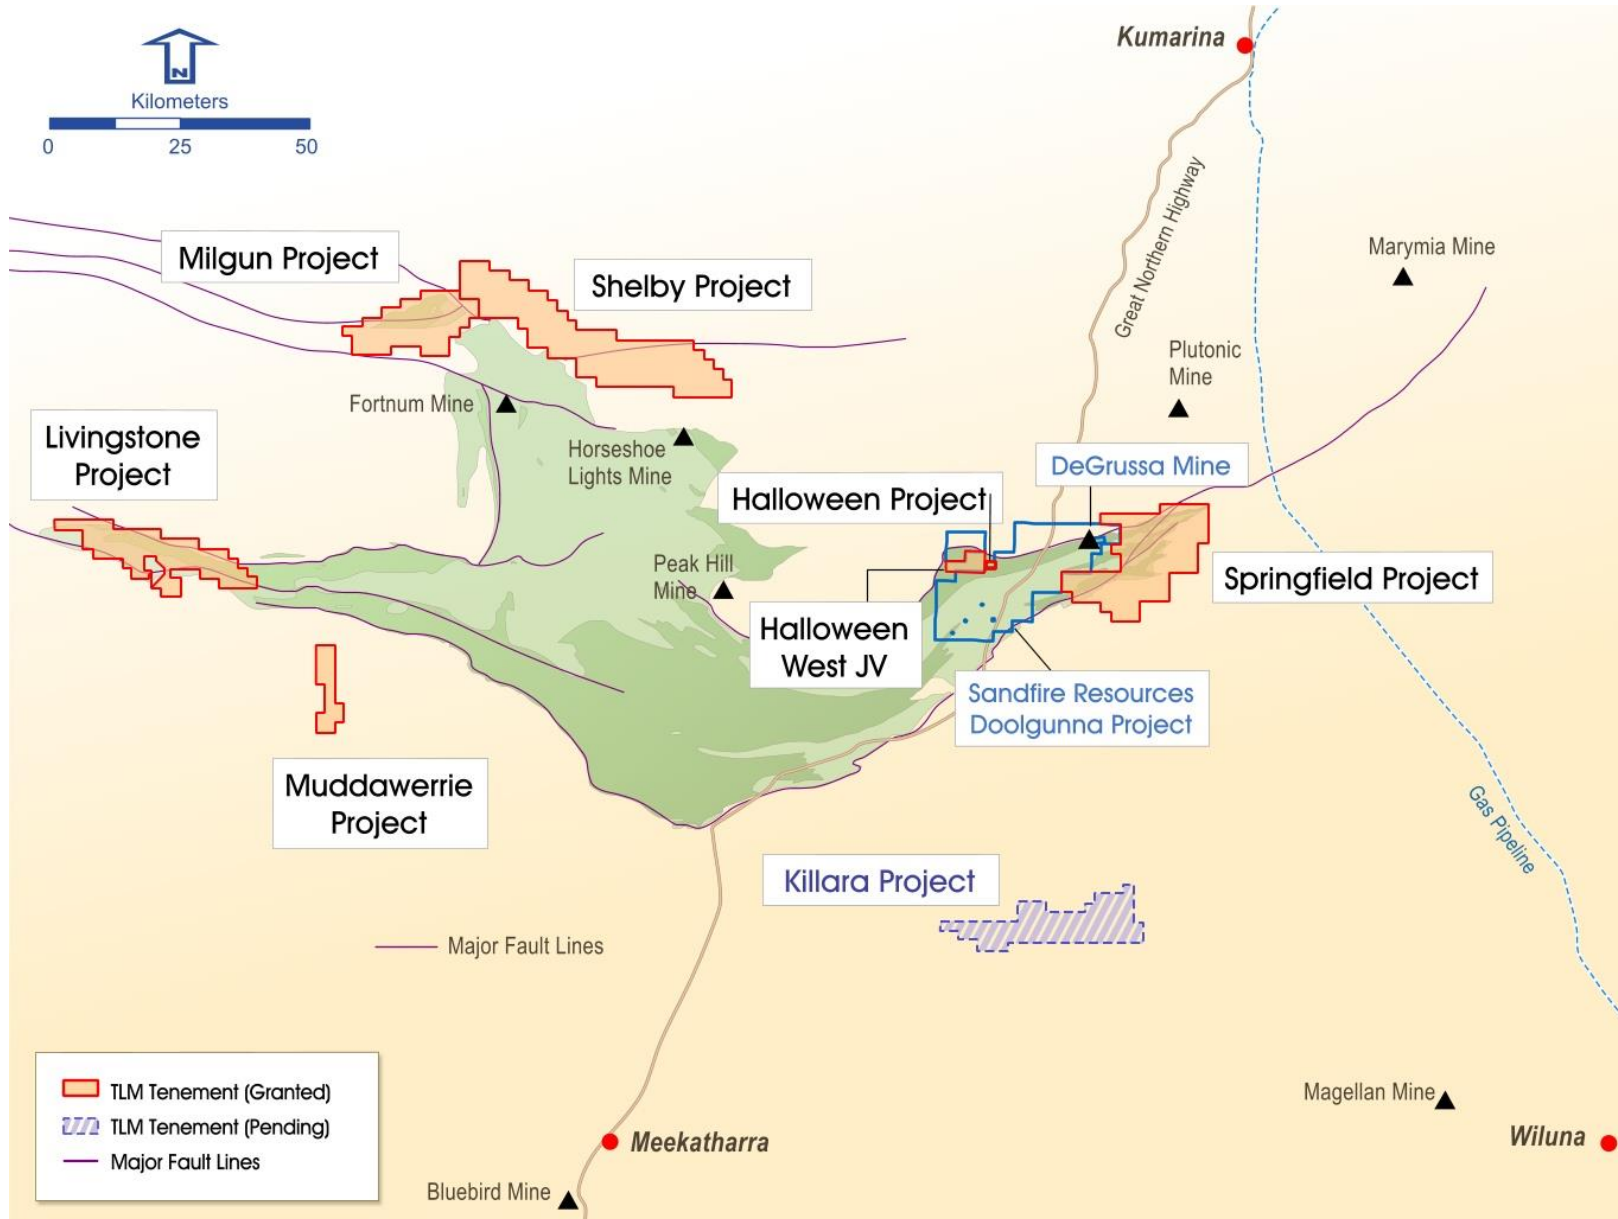 Kumarina
N
Kilometers
0 25 50
Great Northern Highway
Milgun Project
Shelby Project
Marymia Mine
Plutonic
Mine
Fortnum Mine
Livingstone
Project
Horseshoe
Lights Mine
DeGrussa Mine
Halloween Project
Peak Hill
Mine
Springfield Project
Halloween
West JV
Sandfire Resources
Doolgunna Project
Muddawerrie
Project
Gas Pipeline
Killara Project
Major Fault Lines
TLM Tenement (Granted)
TLM Tenement (Pending)
Major Fault Lines
Magellan Mine
Wiluna
Meekatharra
Bluebird Mine